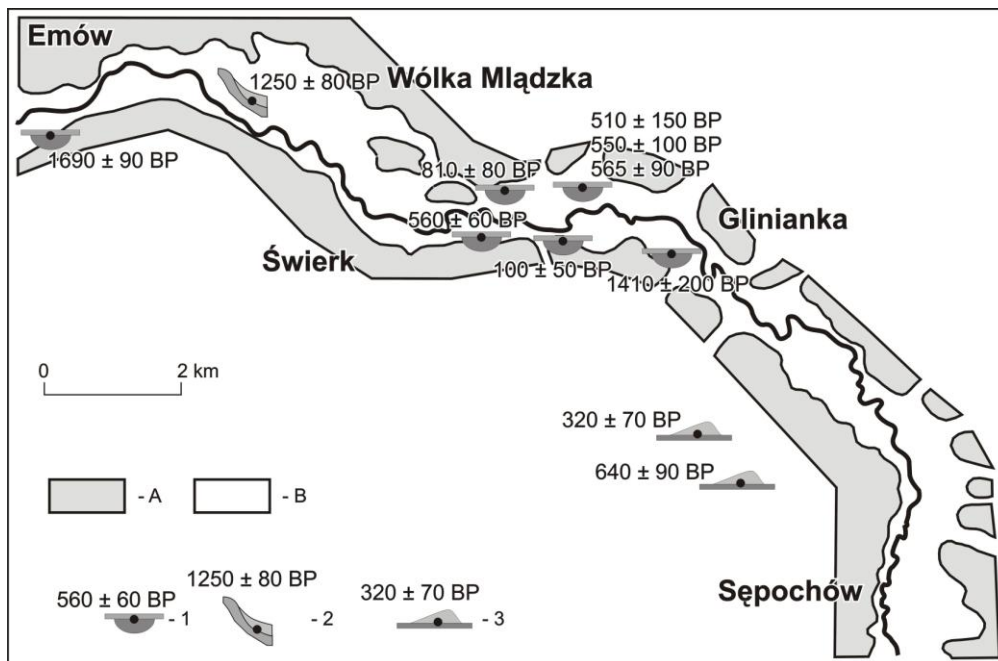 Emów
1250 ± 80 BP
Wólka Mlądzka
510 ± 150 BP
550 ± 100 BP
565 ± 90 BP
1690 ± 90 BP
810 ± 80 BP
560 ± 60 BP
Glinianka
Świerk
100 ± 50 BP
1410 ± 200 BP
0 2 km
320 ± 70 BP
640 ± 90 BP
- A - B
Sępochów
560 ± 60 BP - 1
1250 ± 80 BP - 2
320 ± 70 BP - 3